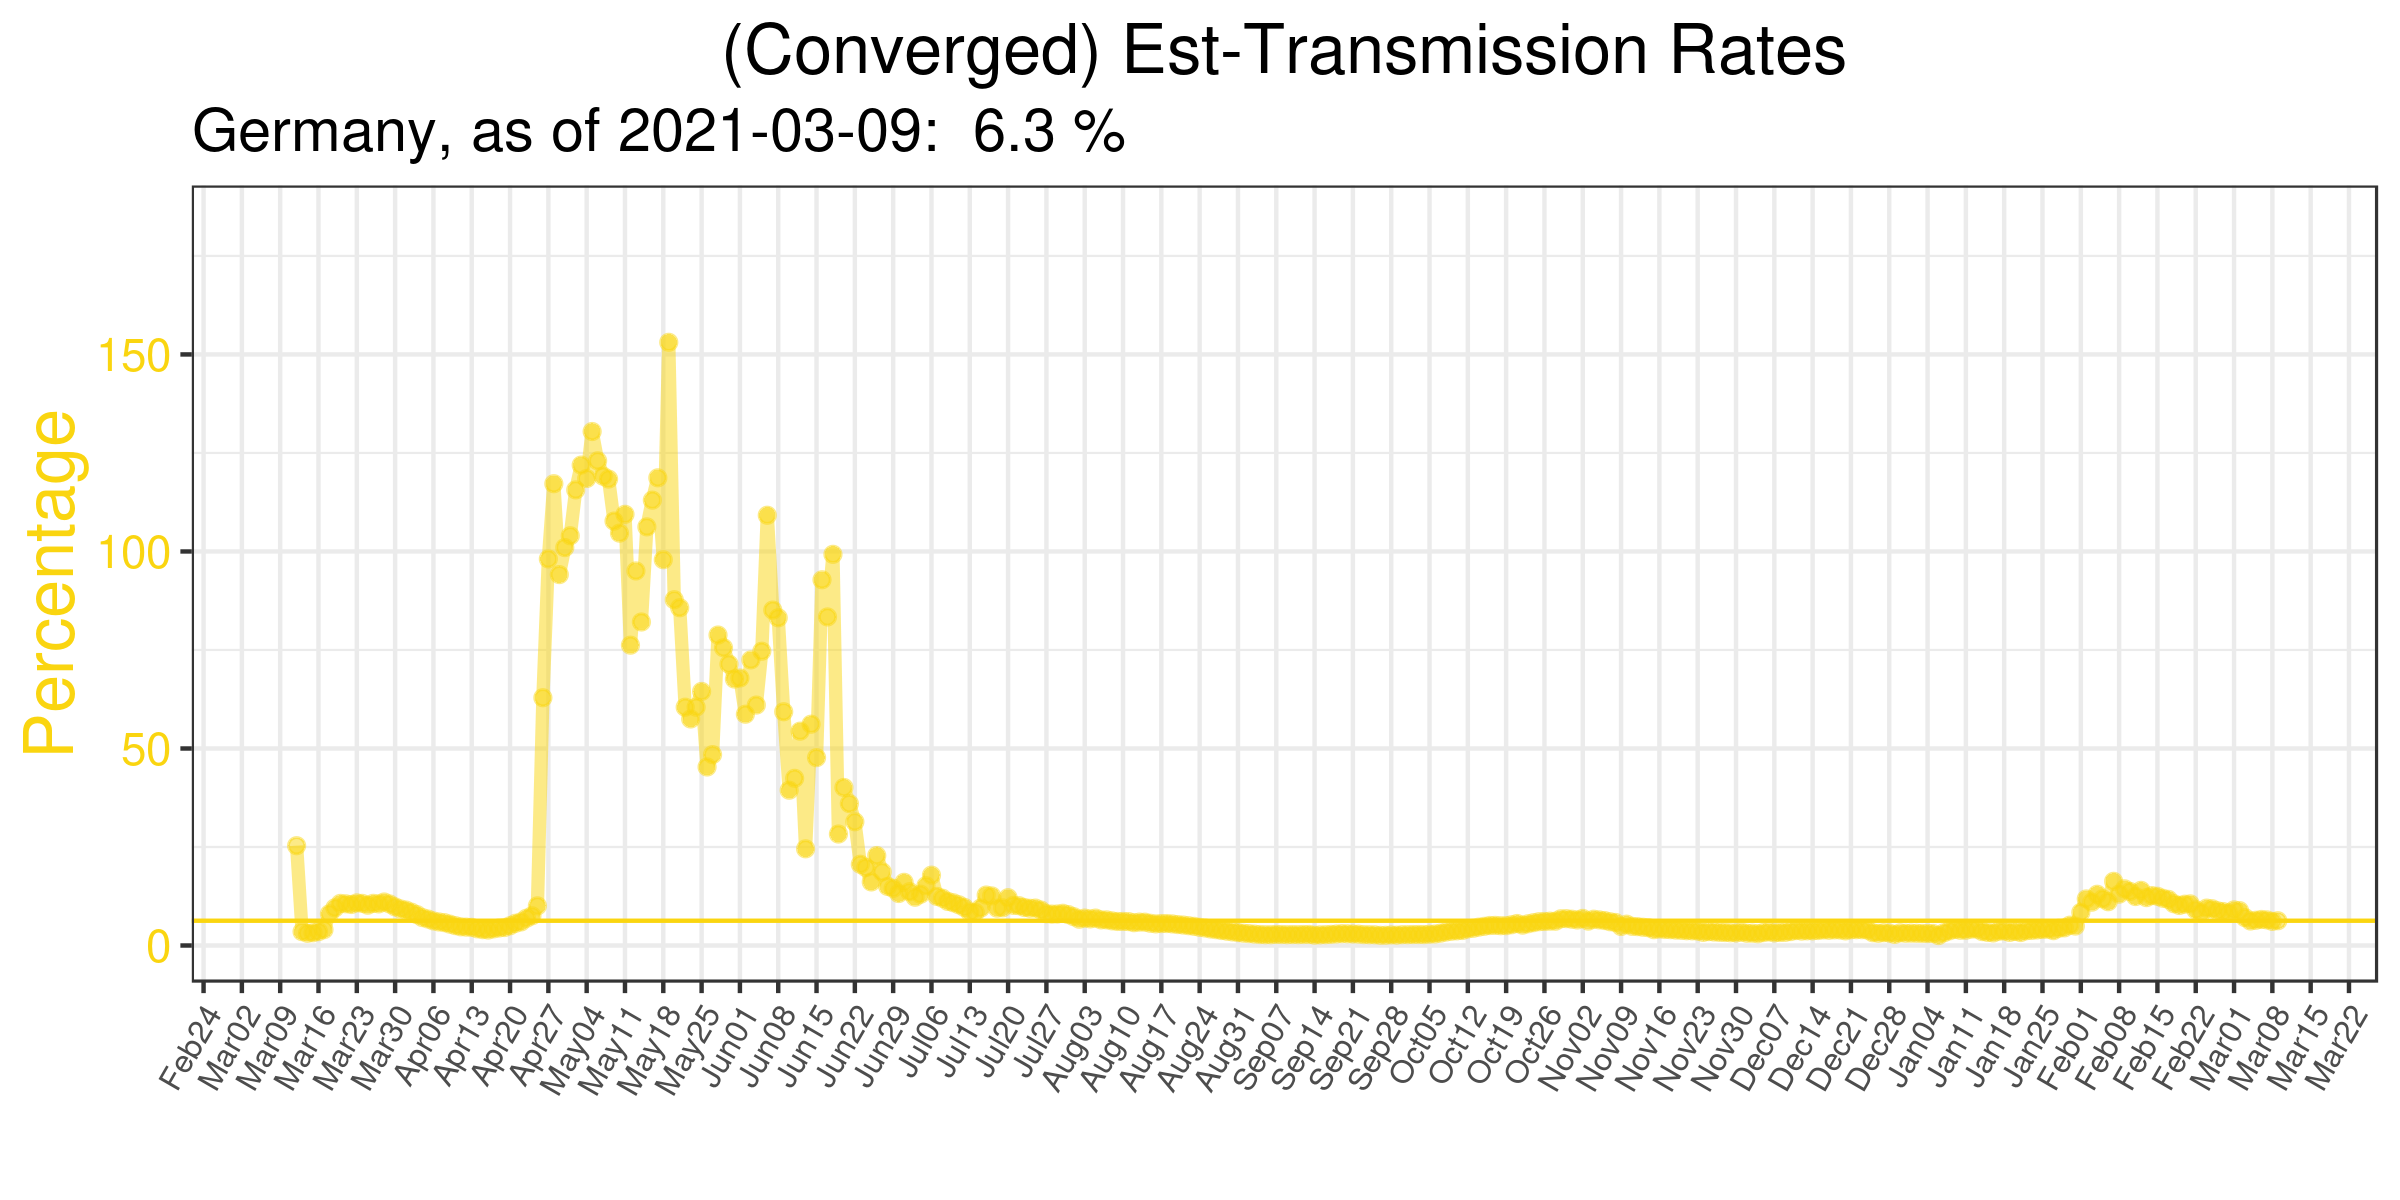 (Converged) Est-Transmission Rates
Germany, as of 2021-03-09:  6.3 %
Percentage
150
100
50
0
Feb24 Mar02 Mar09 Mar16 Mar23 Mar30 Apr06 Apr13 Apr20 Apr27 May04 May11 May18 May25 Jun01 Jun08 Jun15 Jun22 Jun29 Jul06 Jul13 Jul20 Jul27 Aug03 Aug10 Aug17 Aug24 Aug31 Sep07 Sep14 Sep21 Sep28 Oct05 Oct12 Oct19 Oct26 Nov02 Nov09 Nov16 Nov23 Nov30 Dec07 Dec14 Dec21 Dec28 Jan04 Jan11 Jan18 Jan25 Feb01 Feb08 Feb15 Feb22 Mar01 Mar08 Mar15 Mar22